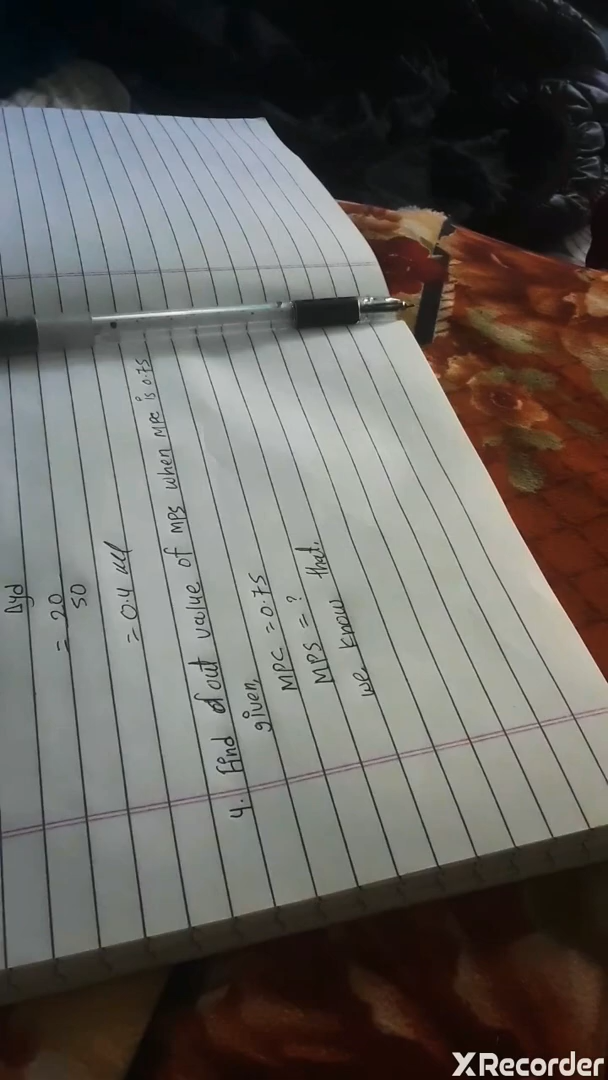 Δyd
= 20
50
= 0.4
4. Find out value of MPS when MPC is 0.75
given,
MPC = 0.75
MPS = ?
we know that,
XRecorder